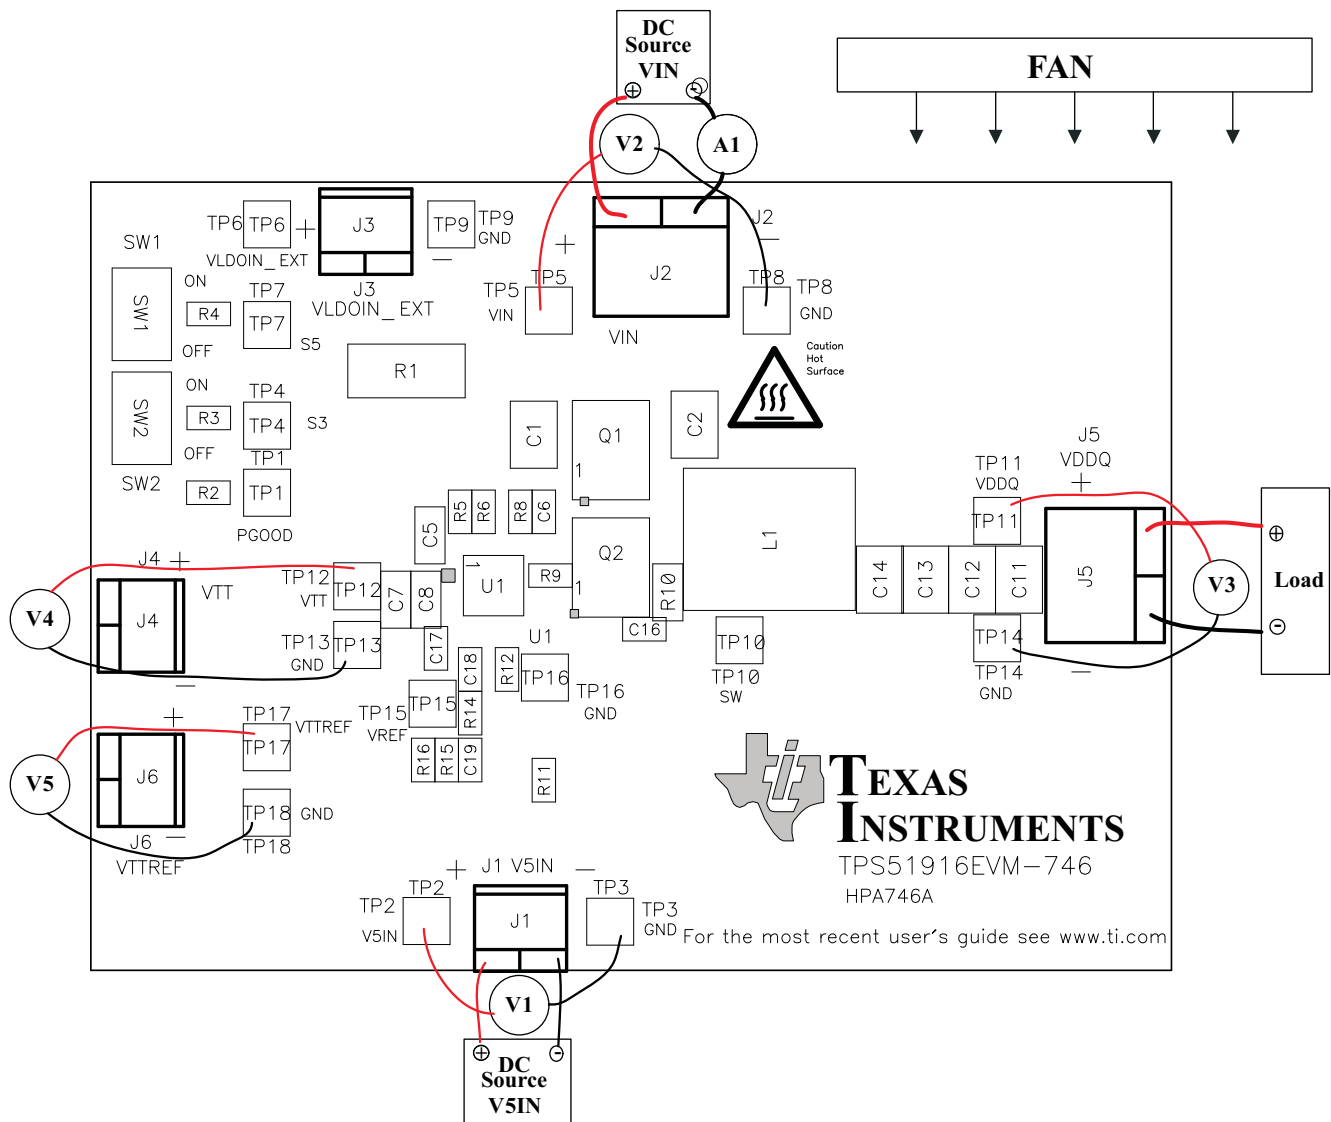 DC
Source
VIN
FAN
V2
A1
TP6
TP6
J3
TP9
TP9
GND
J2
SW1
VLDOIN_EXT
J3
VLDOIN_EXT
ON
SW1
R4
OFF
TP7
TP7
S5
TP5
TP5
VIN
J2
TP8
TP8
GND
VIN
Caution
Hot
Surface
R1
ON
SW2
R3
OFF
SW2
R2
TP4
TP4
S3
TP1
TP1
PGOOD
C1
Q1
1
C2
J5
VDDQ
TP11
VDDQ
TP11
C5
R5
R6
R8
C6
Q2
1
L1
J4
VTT
V4
J4
TP12
TP12
VTT
TP13
TP13
GND
C7
C8
1
U1
R9
R10
C16
U1
C14
C13
C12
C11
J5
V3
Load
TP14
TP14
GND
C17
C18
R12
TP16
TP16
GND
TP10
TP10
SW
TP15
TP15
VREF
R14
R16
R15
C19
R11
V5
J6
J6
VTTREF
TP17
VTTREF
TP17
TP18
GND
TP18
TEXAS
INSTRUMENTS
TPS51916EVM-746
HPA746A
For the most recent user's guide see www.ti.com
J1 V5IN
TP2
TP2
V5IN
J1
TP3
TP3
GND
V1
DC
Source
V5IN